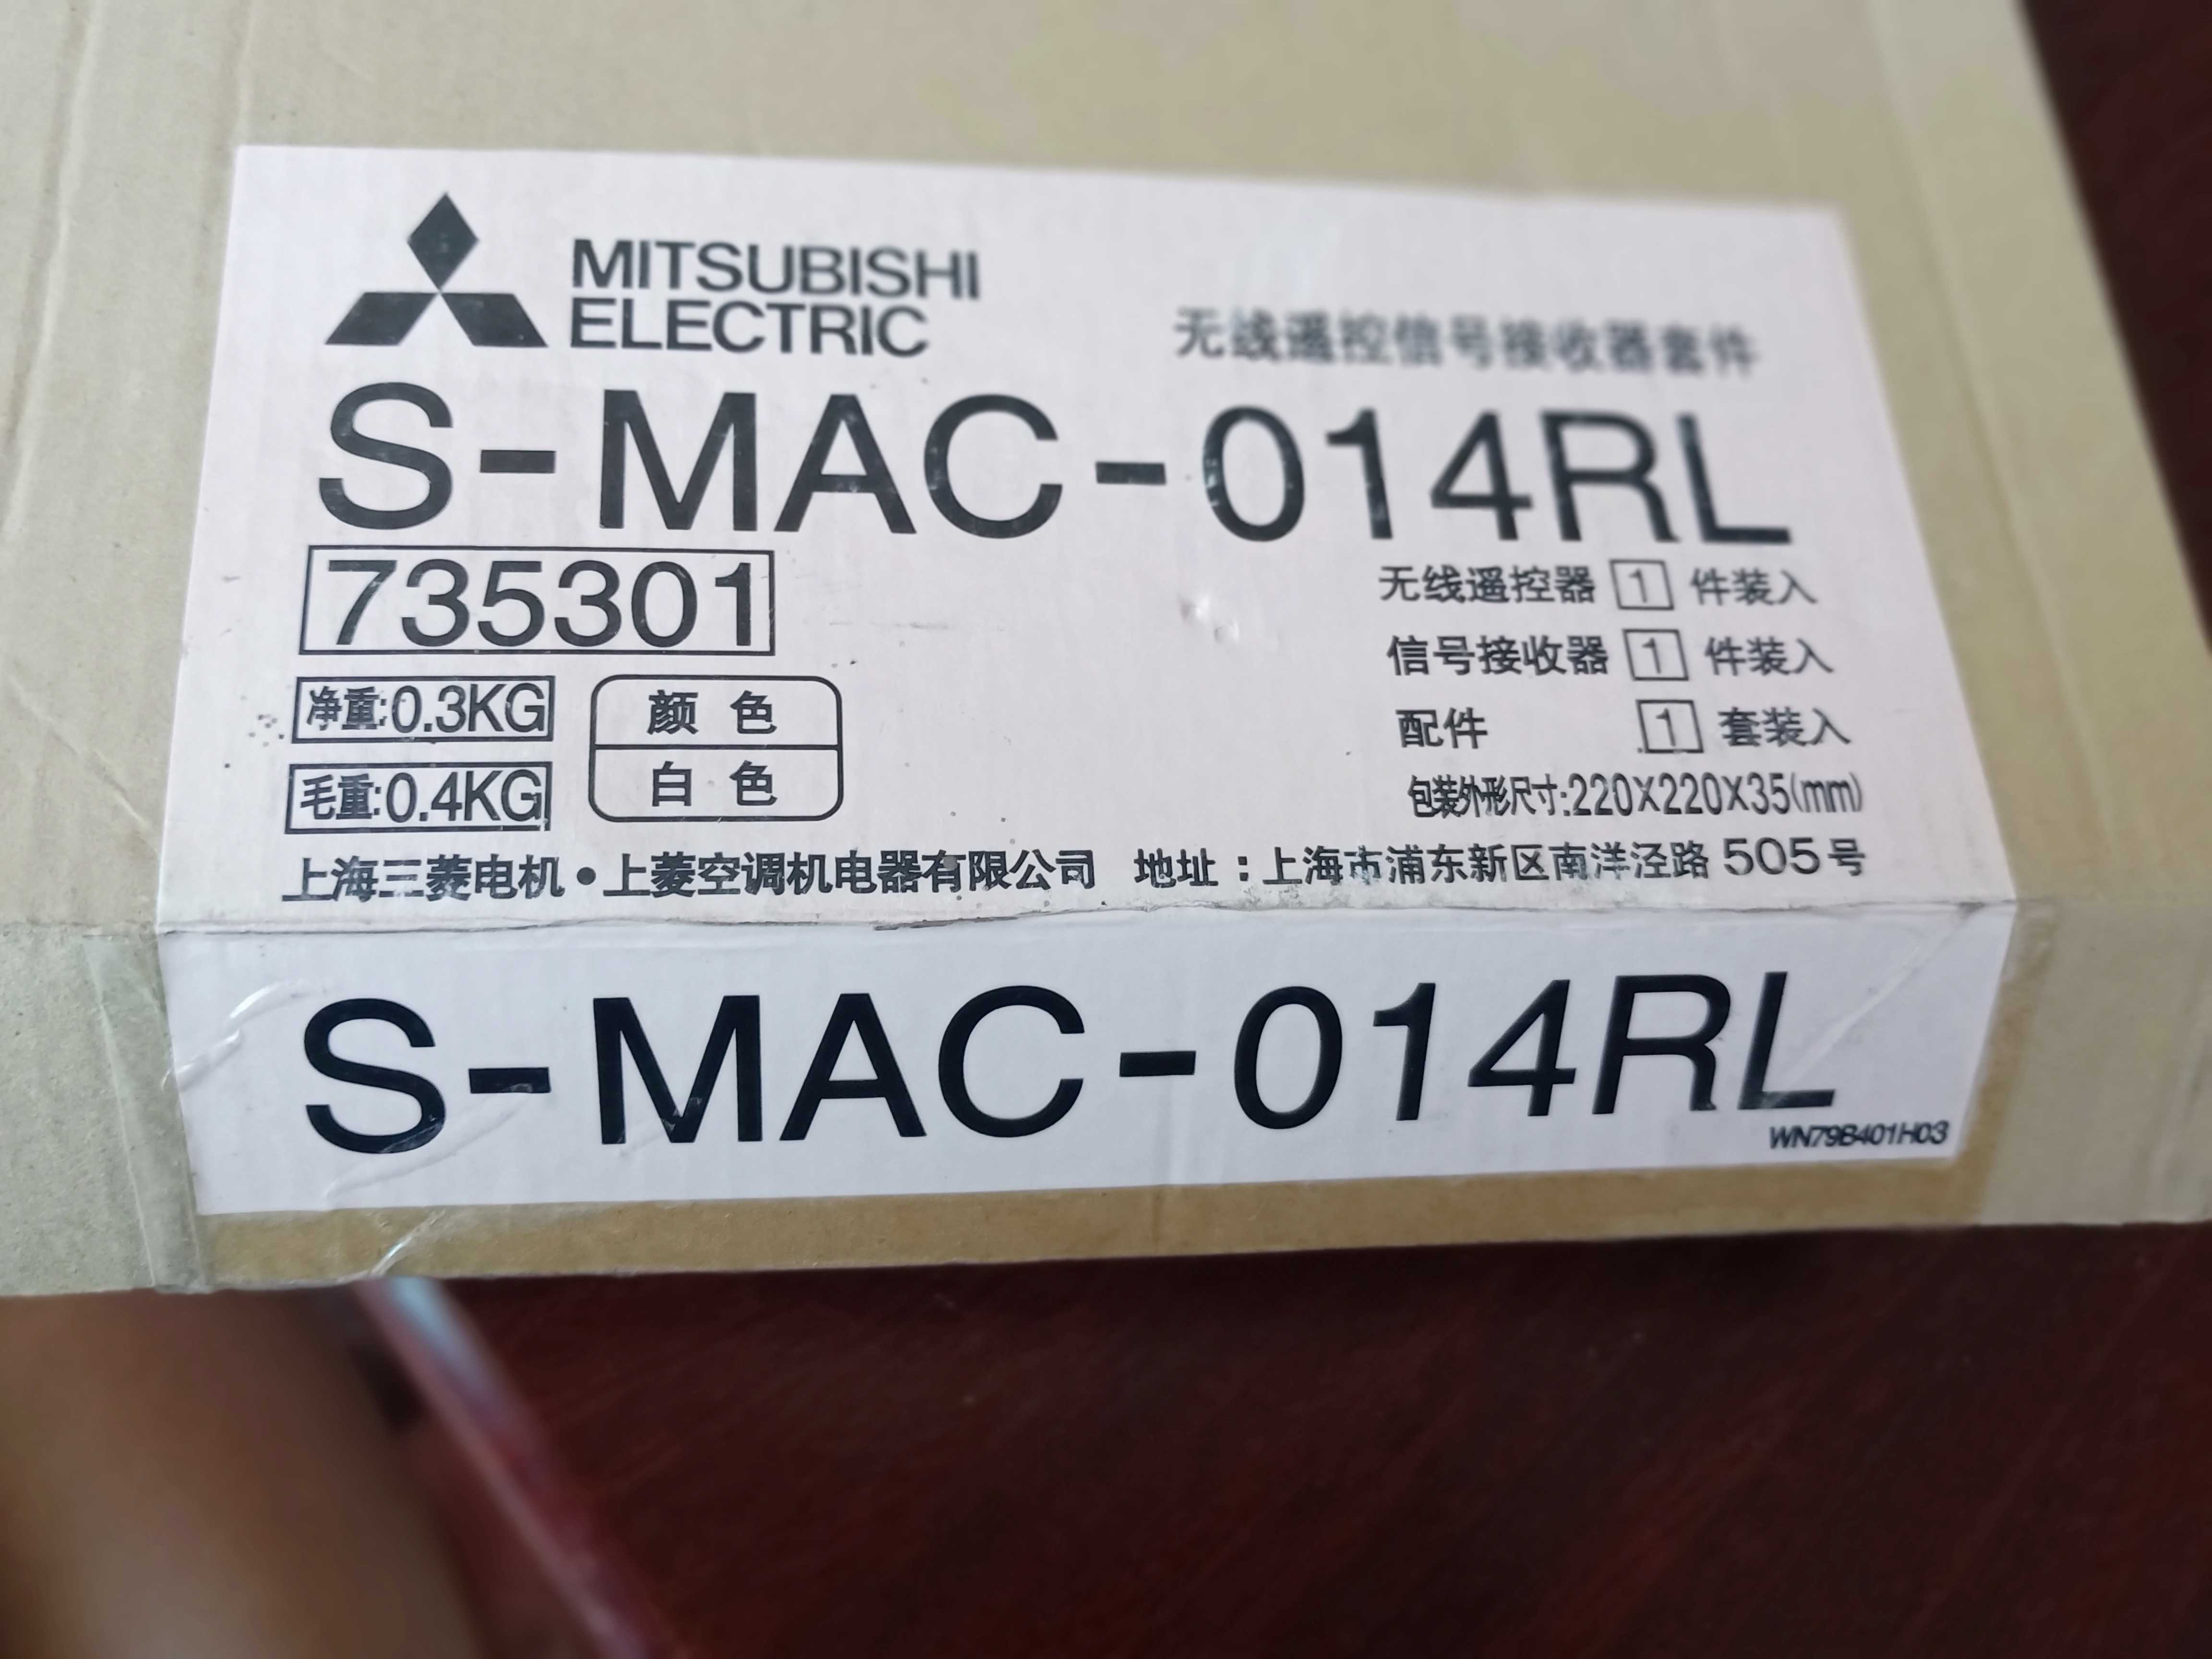 MITSUBISHI
ELECTRIC
无线遥控信号接收器套件
S-MAC-014RL
735301
无线遥控器 1 件装入
信号接收器 1 件装入
净重:0.3KG
颜色
配件 1 套装入
毛重:0.4KG
白色
包装外形尺寸:220X220X35(mm)
上海三菱电机•上菱空调机电器有限公司 地址:上海市浦东新区南洋泾路505号
S-MAC-014RL
WN79B401H03